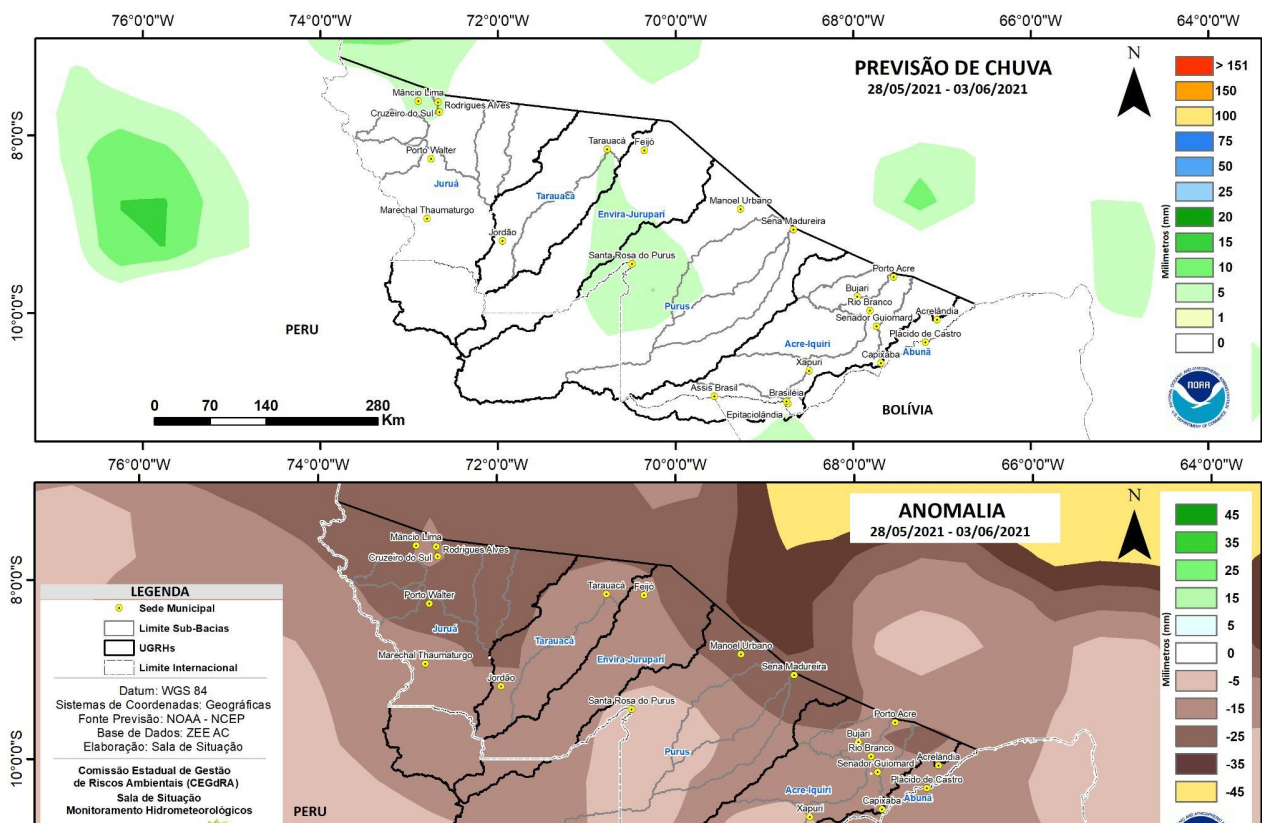 76°0'0"W 74°0'0"W 72°0'0"W 70°0'0"W 68°0'0"W 66°0'0"W 64°0'0"W
PREVISÃO DE CHUVA
28/05/2021 - 03/06/2021
N
> 151
150
100
75
50
25
20
15
10
5
1
0
Milimetros (mm)
8°0'0"S
10°0'0"S
Mâncio Lima
Rodrigues Alves
Cruzeiro do Sul
Porto Walter
Juruá
Marechal Thaumaturgo
Tarauacá
Feijó
Tarauacá
Envira-Jurupari
Jordão
Manoel Urbano
Sena Madureira
Santa Rosa do Purus
Purus
Porto Acre
Bujari
Rio Branco
Senador Guiomard
Acrelândia
Plácido de Castro
Abunã
Acre-Iquiri
Capixaba
Xapuri
Assis Brasil
Brasiléia
Epitaciolândia
PERU
BOLÍVIA
0 70 140 280
Km
NOAA
76°0'0"W 74°0'0"W 72°0'0"W 70°0'0"W 68°0'0"W 66°0'0"W 64°0'0"W
ANOMALIA
28/05/2021 - 03/06/2021
N
45
35
25
15
5
0
-5
-15
-25
-35
-45
Milimetros (mm)
8°0'0"S
10°0'0"S
Mâncio Lima
Rodrigues Alves
Cruzeiro do Sul
Porto Walter
Juruá
Marechal Thaumaturgo
Tarauacá
Feijó
Tarauacá
Envira-Jurupari
Jordão
Manoel Urbano
Sena Madureira
Santa Rosa do Purus
Purus
Porto Acre
Bujari
Rio Branco
Senador Guiomard
Acrelândia
Plácido de Castro
Abunã
Acre-Iquiri
Capixaba
Xapuri
PERU
LEGENDA
Sede Municipal
Limite Sub-Bacias
UGRHs
Limite Internacional
Datum: WGS 84
Sistemas de Coordenadas: Geográficas
Fonte Previsão: NOAA - NCEP
Base de Dados: ZEE AC
Elaboração: Sala de Situação
Comissão Estadual de Gestão
de Riscos Ambientais (CEGdRA)
Sala de Situação
Monitoramento Hidrometeorológicos